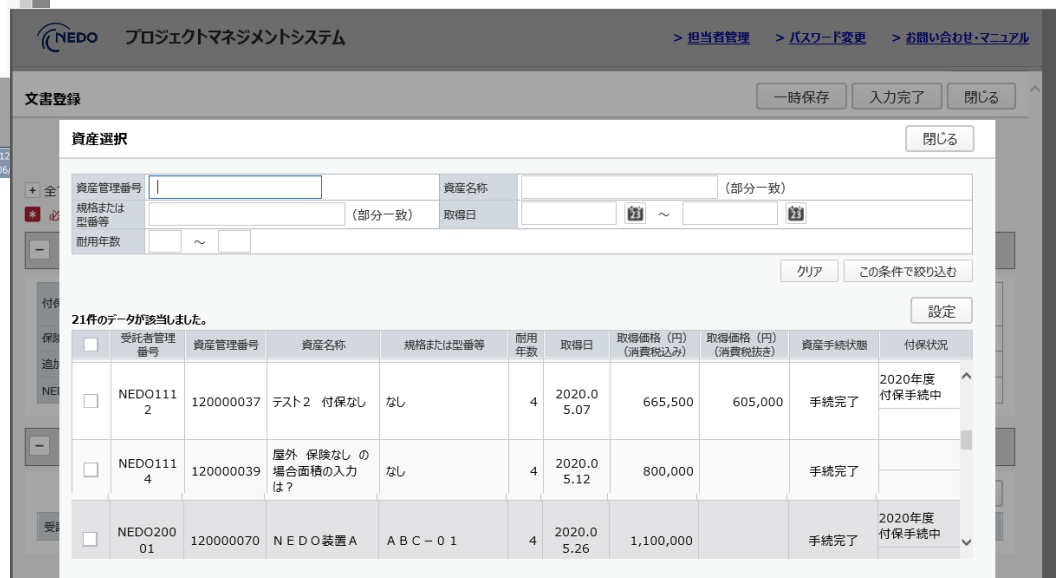 NEDO プロジェクトマネジメントシステム > 担当者管理 > パスワード変更 > お問い合わせ・マニュアル
文書登録 一時保存 入力完了 閉じる
資産選択 閉じる
資産管理番号 資産名称 (部分一致)
規格または
型番等 (部分一致) 取得日 23 ～ 23
耐用年数 ～
クリア この条件で絞り込む
21件のデータが該当しました。 設定
受託者管理
番号 資産管理番号 資産名称 規格または型番等 耐用
年数 取得日 取得価格（円）
（消費税込み） 取得価格（円）
（消費税抜き） 資産手続状態 付保状況
NEDO111
2 120000037 テスト２　付保なし なし 4 2020.0
5.07 665,500 605,000 手続完了 2020年度
付保手続中
NEDO111
4 120000039 屋外 保険なし の
場合面積の入力
は？ なし 4 2020.0
5.12 800,000 手続完了
NEDO200
01 120000070 ＮＥＤＯ装置Ａ ＡＢＣ－０１ 4 2020.0
5.26 1,100,000 手続完了 2020年度
付保手続中